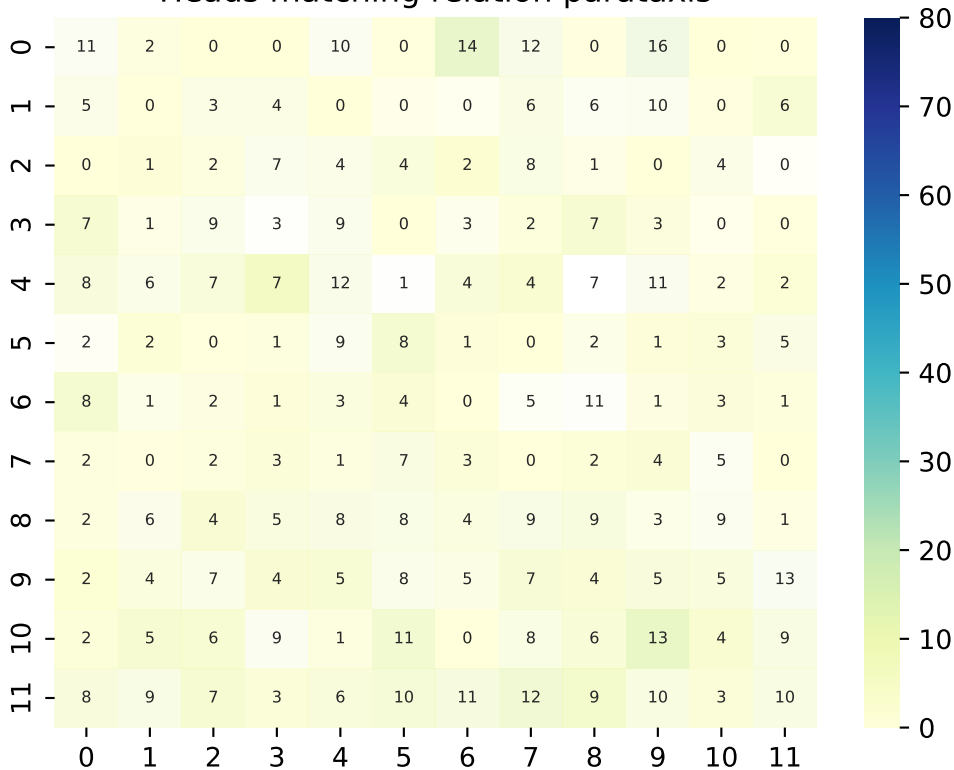 Heads matching relation parataxis
0 11 2 0 0 10 0 14 12 0 16 0 0
1 5 0 3 4 0 0 0 6 6 10 0 6
2 0 1 2 7 4 4 2 8 1 0 4 0
3 7 1 9 3 9 0 3 2 7 3 0 0
4 8 6 7 7 12 1 4 4 7 11 2 2
5 2 2 0 1 9 8 1 0 2 1 3 5
6 8 1 2 1 3 4 0 5 11 1 3 1
7 2 0 2 3 1 7 3 0 2 4 5 0
8 2 6 4 5 8 8 4 9 9 3 9 1
9 2 4 7 4 5 8 5 7 4 5 5 13
10 2 5 6 9 1 11 0 8 6 13 4 9
11 8 9 7 3 6 10 11 12 9 10 3 10
0 1 2 3 4 5 6 7 8 9 10 11
80
70
60
50
40
30
20
10
0